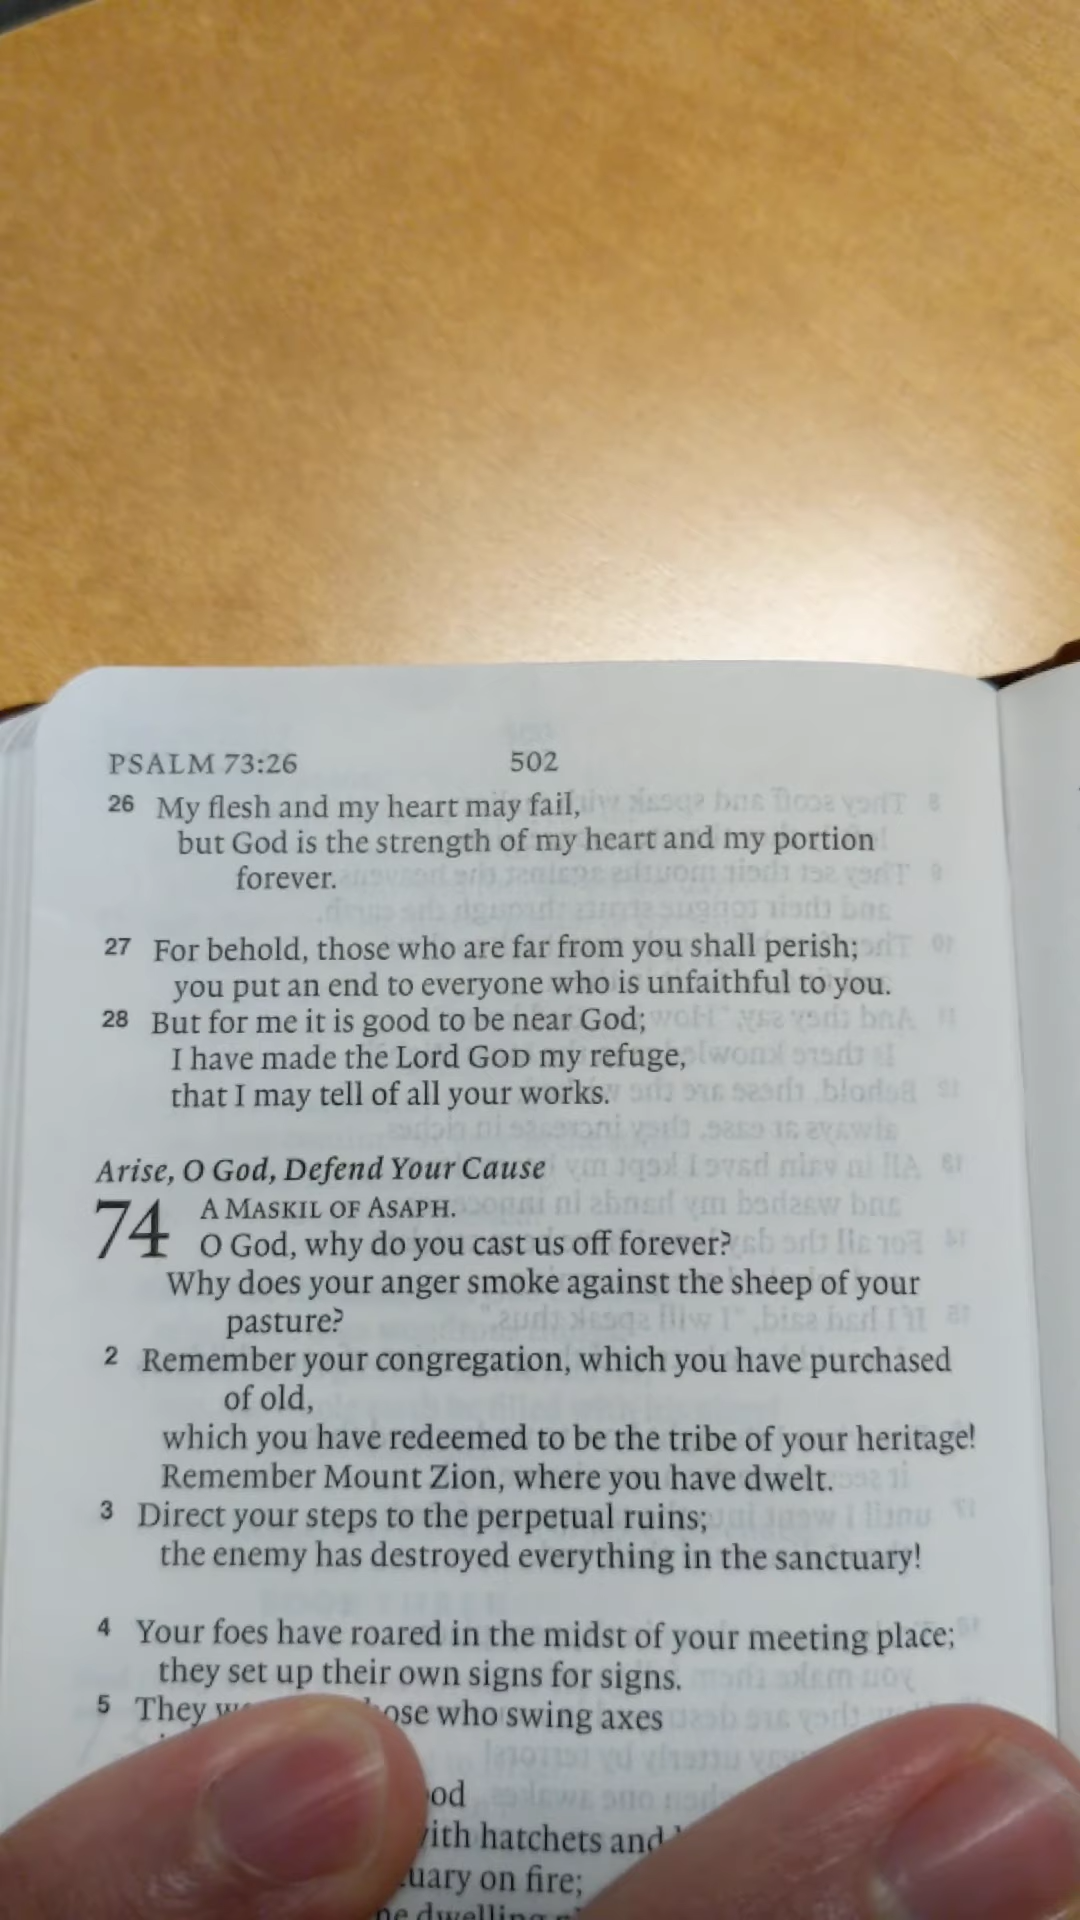 PSALM 73:26 502
26 My flesh and my heart may fail,
but God is the strength of my heart and my portion
forever.
27 For behold, those who are far from you shall perish;
you put an end to everyone who is unfaithful to you.
28 But for me it is good to be near God;
I have made the Lord GOD my refuge,
that I may tell of all your works.
Arise, O God, Defend Your Cause
74 A MASKIL OF ASAPH.
O God, why do you cast us off forever?
Why does your anger smoke against the sheep of your
pasture?
2 Remember your congregation, which you have purchased
of old,
which you have redeemed to be the tribe of your heritage!
Remember Mount Zion, where you have dwelt.
3 Direct your steps to the perpetual ruins;
the enemy has destroyed everything in the sanctuary!
4 Your foes have roared in the midst of your meeting place;
they set up their own signs for signs.
5 They who swing axes
hatchets and
on fire;